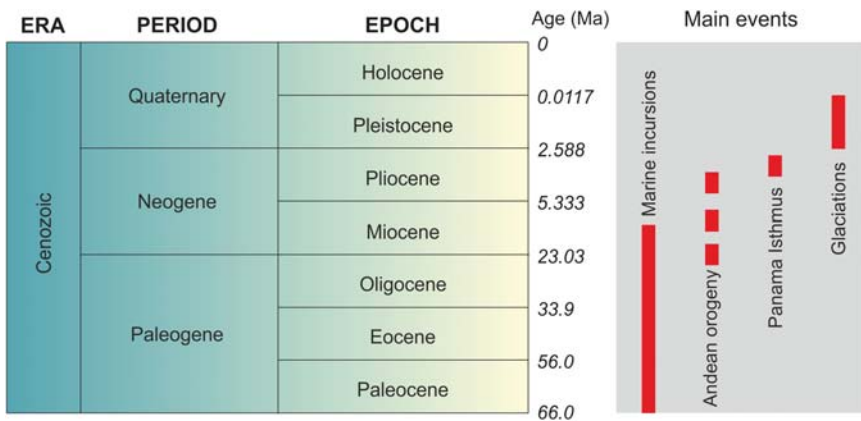 ERA PERIOD EPOCH Age (Ma) Main events
0
Holocene
Quaternary
0.0117
Pleistocene
2.588
Pliocene
Neogene
5.333
Miocene
23.03
Cenozoic
Oligocene
33.9
Paleogene
Eocene
56.0
Paleocene
66.0
Marine incursions
Andean orogeny
Panama Isthmus
Glaciations